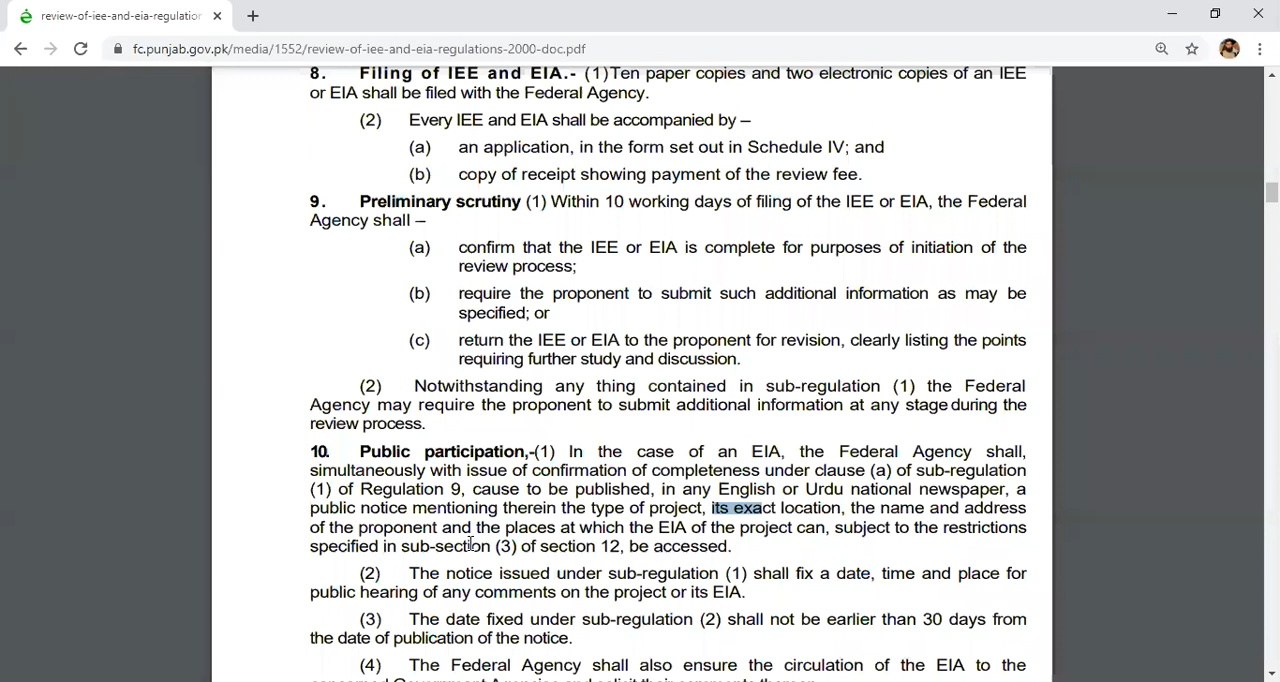 review-of-iee-and-eia-regulation
fc.punjab.gov.pk/media/1552/review-of-iee-and-eia-regulations-2000-doc.pdf
8. Filing of IEE and EIA.- (1)Ten paper copies and two electronic copies of an IEE
or EIA shall be filed with the Federal Agency.
(2) Every IEE and EIA shall be accompanied by –
(a) an application, in the form set out in Schedule IV; and
(b) copy of receipt showing payment of the review fee.
9. Preliminary scrutiny (1) Within 10 working days of filing of the IEE or EIA, the Federal
Agency shall –
(a) confirm that the IEE or EIA is complete for purposes of initiation of the
review process;
(b) require the proponent to submit such additional information as may be
specified; or
(c) return the IEE or EIA to the proponent for revision, clearly listing the points
requiring further study and discussion.
(2) Notwithstanding any thing contained in sub-regulation (1) the Federal
Agency may require the proponent to submit additional information at any stage during the
review process.
10. Public participation,-(1) In the case of an EIA, the Federal Agency shall,
simultaneously with issue of confirmation of completeness under clause (a) of sub-regulation
(1) of Regulation 9, cause to be published, in any English or Urdu national newspaper, a
public notice mentioning therein the type of project, its exact location, the name and address
of the proponent and the places at which the EIA of the project can, subject to the restrictions
specified in sub-section (3) of section 12, be accessed.
(2) The notice issued under sub-regulation (1) shall fix a date, time and place for
public hearing of any comments on the project or its EIA.
(3) The date fixed under sub-regulation (2) shall not be earlier than 30 days from
the date of publication of the notice.
(4) The Federal Agency shall also ensure the circulation of the EIA to the